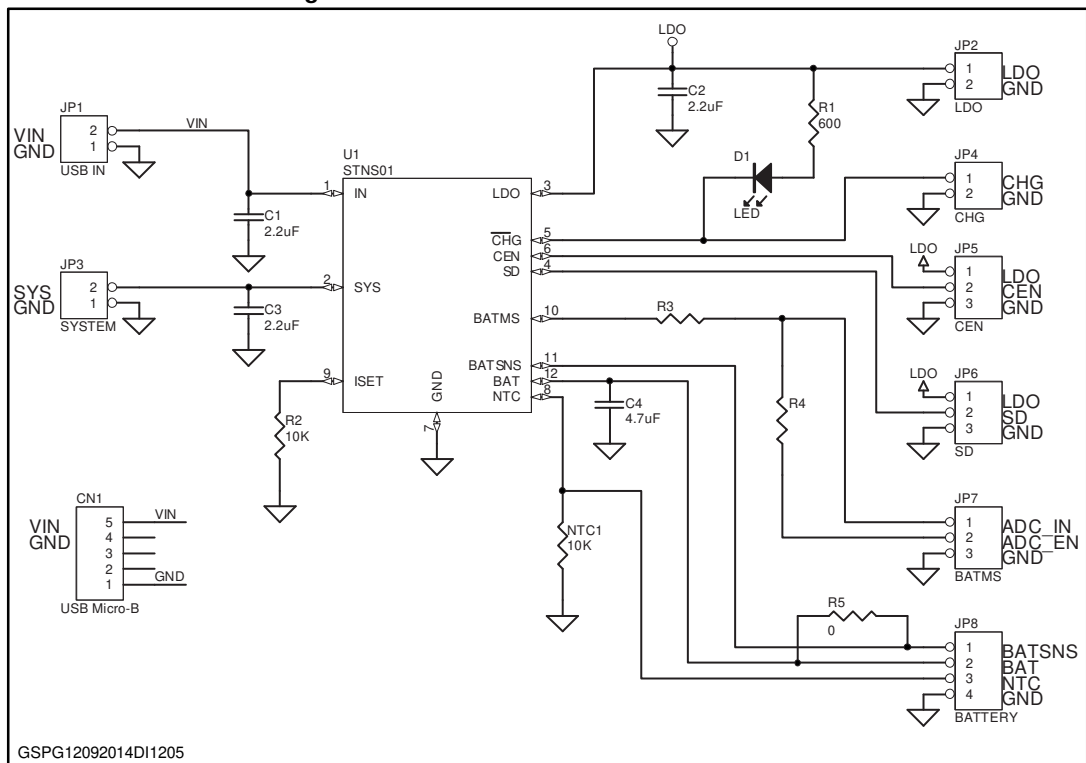 JP1
VIN
GND
2
1
USB IN
VIN
C1
2.2uF
JP3
SYS
GND
2
1
SYSTEM
C3
2.2uF
R2
10K
CN1
VIN
GND
5
4
3
2
1
VIN
GND
USB Micro-B
U1
STNS01
1
IN
2
SYS
9
ISET
GND
7
LDO
3
CHG
5
CEN
6
SD
4
BATMS
10
BATSNS
11
BAT
12
NTC
8
LDO
C2
2.2uF
R1
600
D1
LED
R3
R4
C4
4.7uF
NTC1
10K
R5
0
JP2
1
2
LDO
GND
LDO
JP4
1
2
CHG
GND
CHG
LDO
JP5
1
2
3
LDO
CEN
GND
CEN
LDO
JP6
1
2
3
LDO
SD
GND
SD
JP7
1
2
3
ADC_IN
ADC_EN
GND
BATMS
JP8
1
2
3
4
BATSNS
BAT
NTC
GND
BATTERY
GSPG12092014DI1205